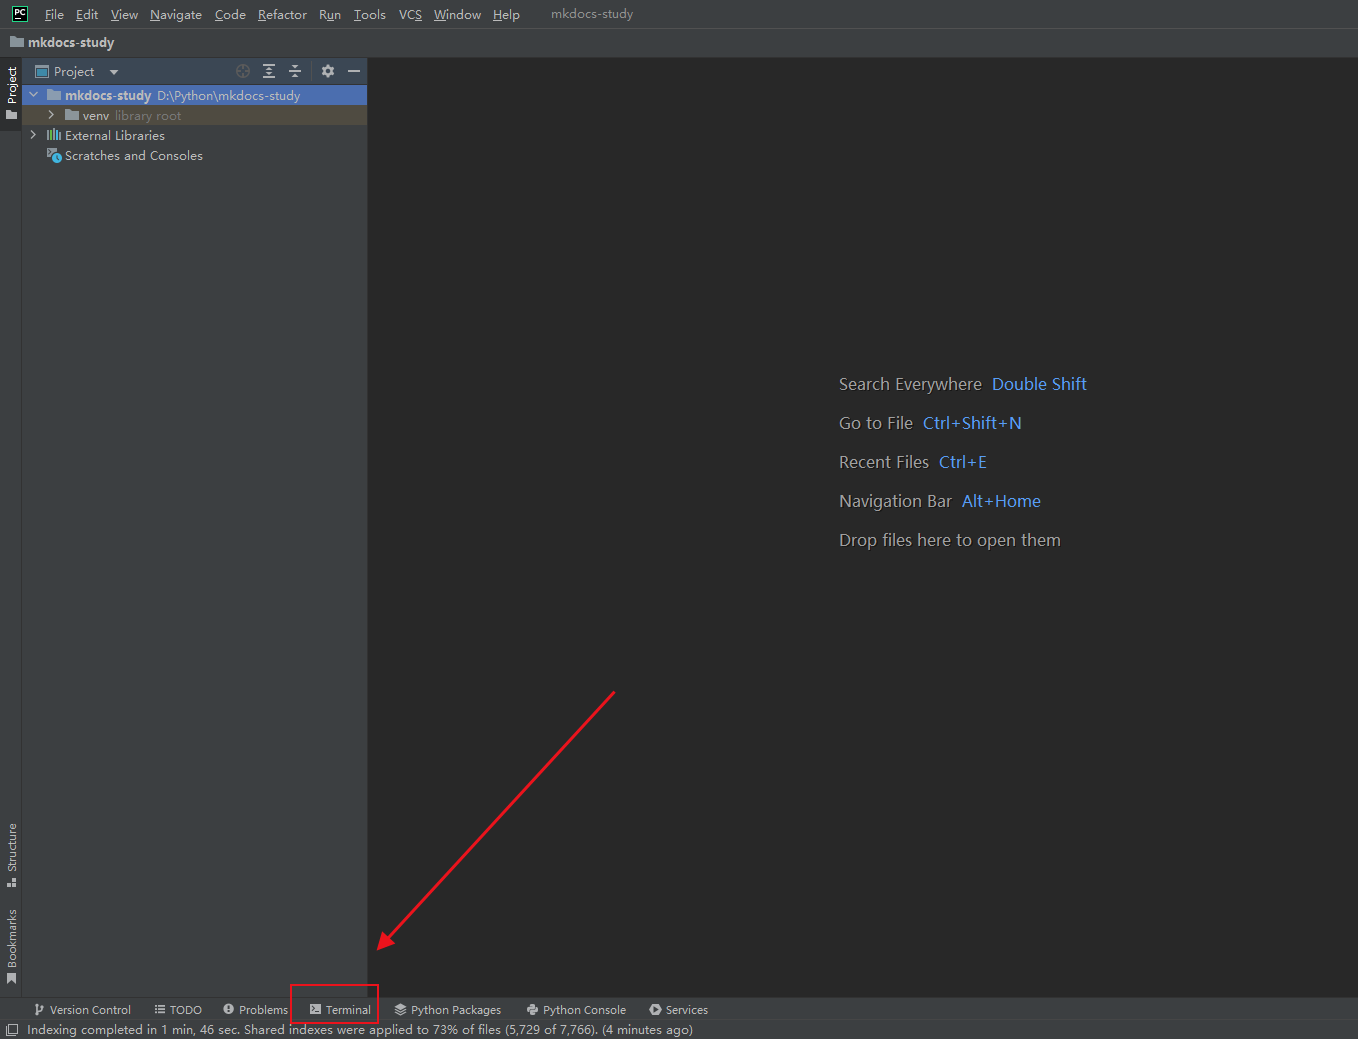 PC File Edit View Navigate Code Refactor Run Tools VCS Window Help mkdocs-study
mkdocs-study
Project
Project
mkdocs-study D:\Python\mkdocs-study
venv library root
External Libraries
Scratches and Consoles
Search Everywhere Double Shift
Go to File Ctrl+Shift+N
Recent Files Ctrl+E
Navigation Bar Alt+Home
Drop files here to open them
Structure
Bookmarks
Version Control TODO Problems Terminal Python Packages Python Console Services
Indexing completed in 1 min, 46 sec. Shared indexes were applied to 73% of files (5,729 of 7,766). (4 minutes ago)